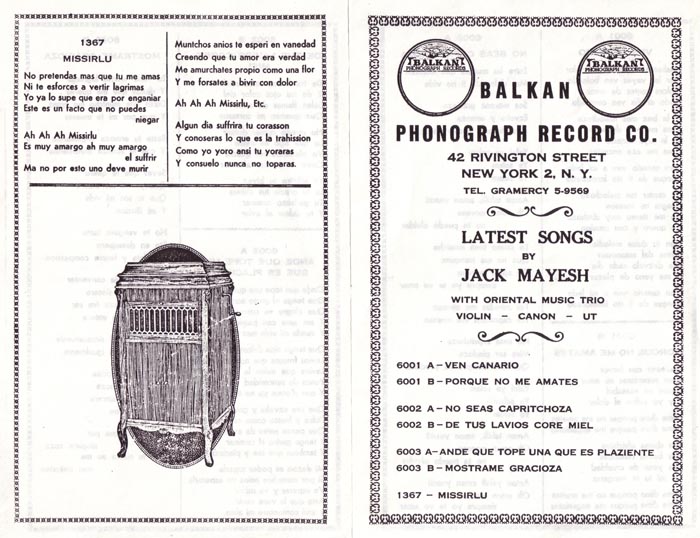 1367
MISSIRLU
No pretendas mas que tu me amas
Ni te esforces a vertir lagrimas
Yo ya lo supe que era por enganiar
Este es un facto que no puedes
niegar
Ah Ah Ah Missirlu
Es muy amargo ah muy amargo
el suffrir
Ma no por esto uno deve murir
Muntchos anios te esperi en vanedad
Creendo que tu amor era verdad
Me amurchates propio como una flor
Y me forsates a bivir con dolor
Ah Ah Ah Missirlu, Etc.
Algun dia suffrira tu corasson
Y conoseras lo que es la trahission
Como yo yoro ansi tu yoraras
Y consuelo nunca no toparas.
BALKAN
PHONOGRAPH RECORDS
BALKAN
PHONOGRAPH RECORDS
BALKAN
PHONOGRAPH RECORD CO.
42 RIVINGTON STREET
NEW YORK 2, N. Y.
TEL. GRAMERCY 5-9569
LATEST SONGS
BY
JACK MAYESH
WITH ORIENTAL MUSIC TRIO
VIOLIN – CANON – UT
6001 A – VEN CANARIO
6001 B – PORQUE NO ME AMATES
6002 A – NO SEAS CAPRITCHOZA
6002 B – DE TUS LAVIOS CORE MIEL
6003 A – ANDE QUE TOPE UNA QUE ES PLAZIENTE
6003 B – MOSTRAME GRACIOZA
1367 – MISSIRLU